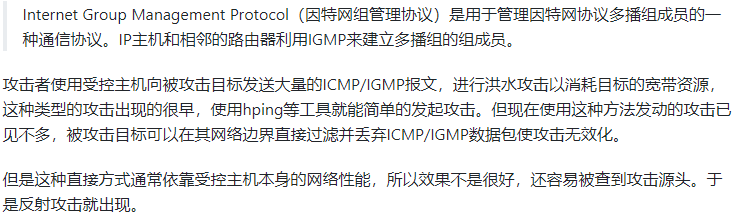 Internet Group Management Protocol（因特网组管理协议）是用于管理因特网协议多播组成员的一
种通信协议。IP主机和相邻的路由器利用IGMP来建立多播组的组成员。
攻击者使用受控主机向被攻击目标发送大量的ICMP/IGMP报文，进行洪水攻击以消耗目标的宽带资源，
这种类型的攻击出现的很早，使用hping等工具就能简单的发起攻击。但现在使用这种方法发动的攻击已
见不多，被攻击目标可以在其网络边界直接过滤并丢弃ICMP/IGMP数据包使攻击无效化。
但是这种直接方式通常依靠受控主机本身的网络性能，所以效果不是很好，还容易被查到攻击源头。于
是反射攻击就出现。